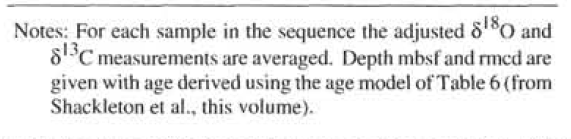 Notes: For each sample in the sequence the adjusted δ¹⁸O and
δ¹³C measurements are averaged. Depth mbsf and rmcd are
given with age derived using the age model of Table 6 (from
Shackleton et al., this volume).